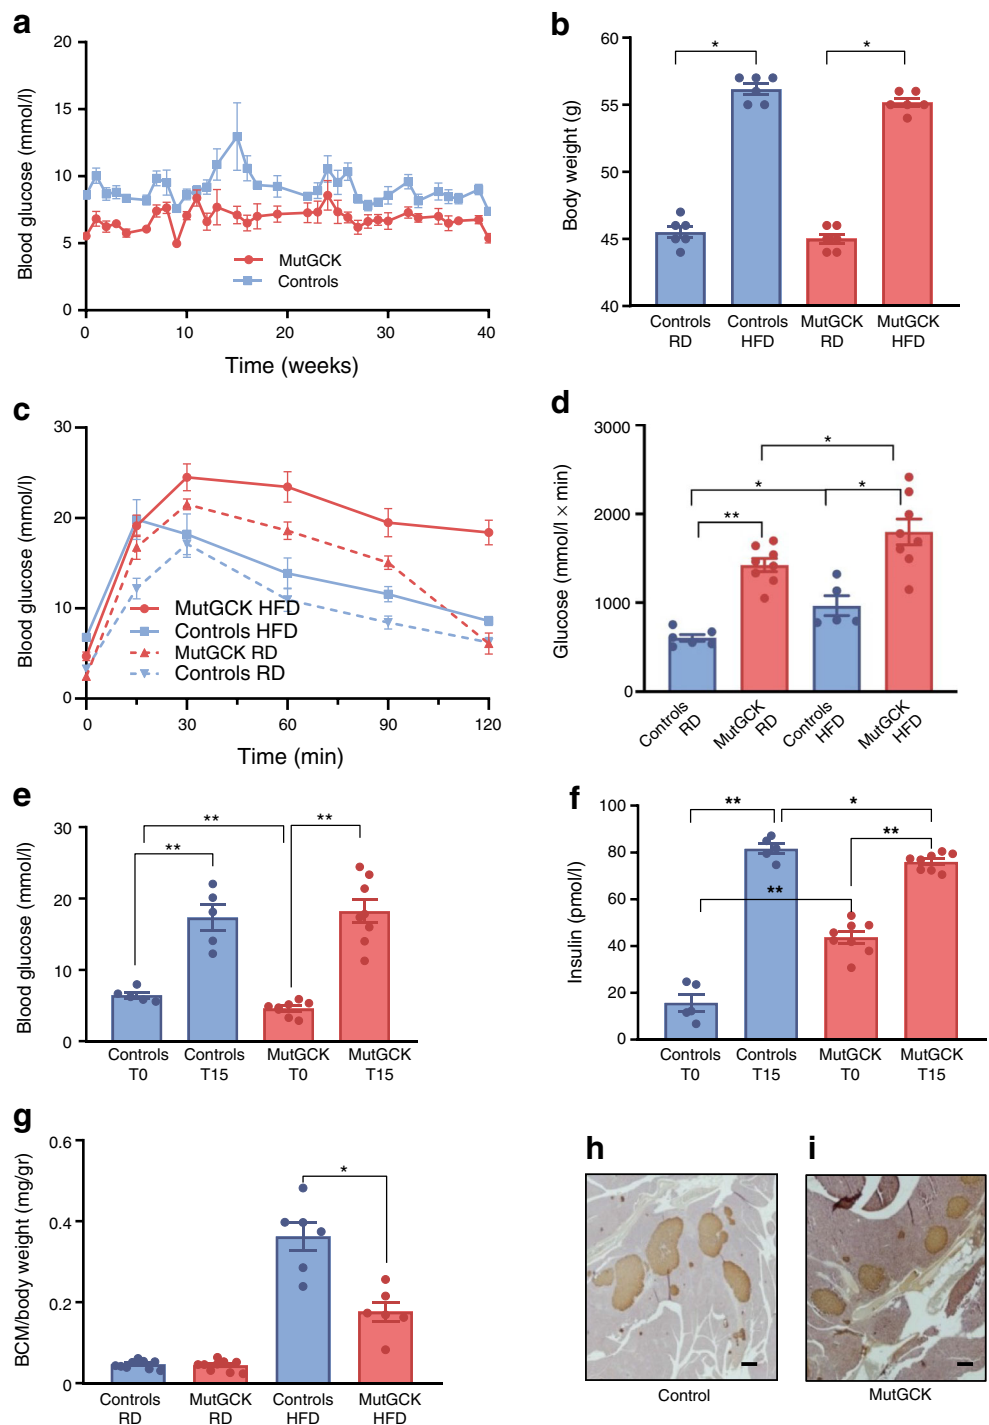 a
20
15
10
5
0
Blood glucose (mmol/l)
MutGCK
Controls
0
10
20
30
40
Time (weeks)
b
60
55
50
45
40
Body weight (g)
*
*
Controls
RD
Controls
HFD
MutGCK
RD
MutGCK
HFD
c
30
20
10
0
Blood glucose (mmol/l)
MutGCK HFD
Controls HFD
MutGCK RD
Controls RD
0
30
60
90
120
Time (min)
d
3000
2000
1000
0
Glucose (mmol/l × min)
*
*
*
**
Controls
RD
MutGCK
RD
Controls
HFD
MutGCK
HFD
e
30
20
10
0
Blood glucose (mmol/l)
**
**
**
Controls
T0
Controls
T15
MutGCK
T0
MutGCK
T15
f
100
80
60
40
20
0
Insulin (pmol/l)
**
*
**
**
Controls
T0
Controls
T15
MutGCK
T0
MutGCK
T15
g
0.6
0.4
0.2
0
BCM/body weight (mg/gr)
*
Controls
RD
MutGCK
RD
Controls
HFD
MutGCK
HFD
h
Control
i
MutGCK